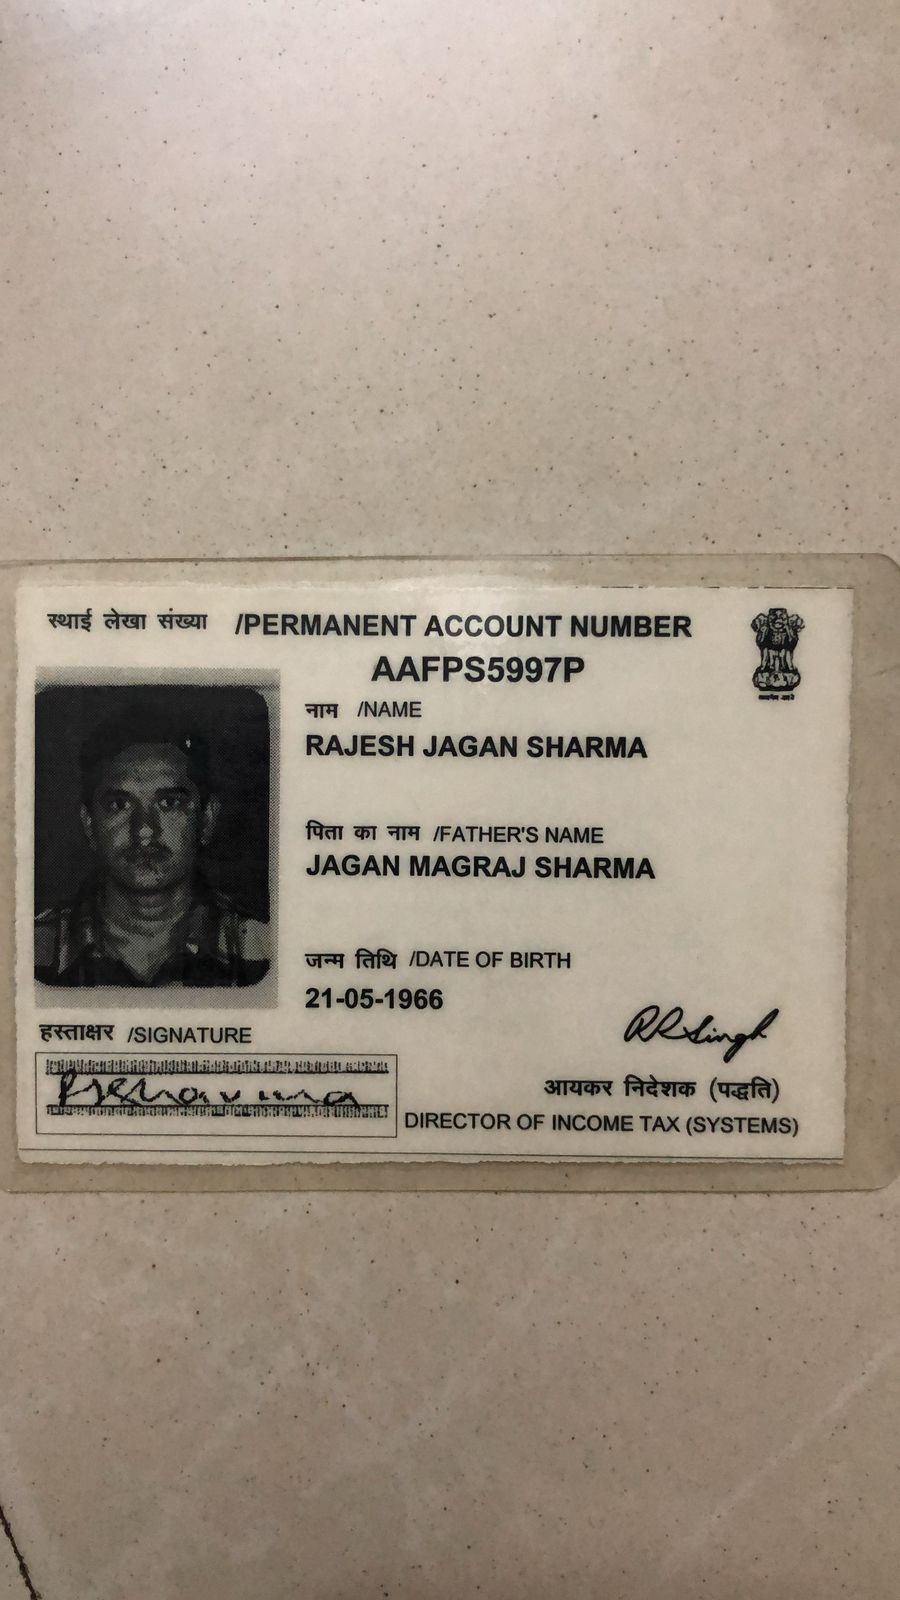 स्थाई लेखा संख्या /PERMANENT ACCOUNT NUMBER
AAFPS5997P
नाम /NAME
RAJESH JAGAN SHARMA
पिता का नाम /FATHER'S NAME
JAGAN MAGRAJ SHARMA
जन्म तिथि /DATE OF BIRTH
21-05-1966
हस्ताक्षर /SIGNATURE
RRSingh
आयकर निदेशक (पद्धति)
DIRECTOR OF INCOME TAX (SYSTEMS)